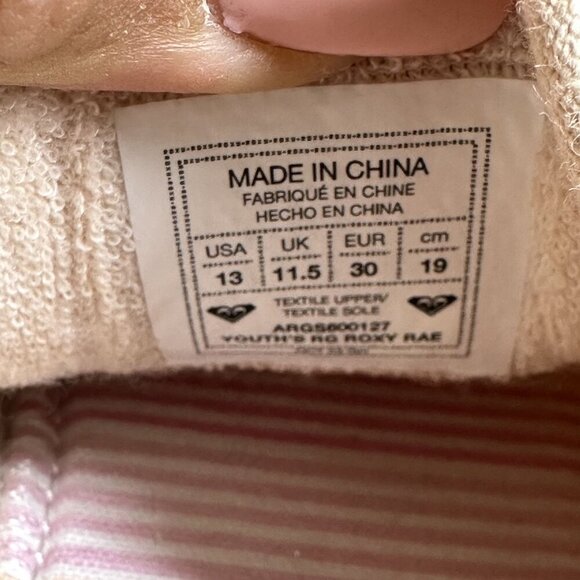 MADE IN CHINA
FABRIQUÉ EN CHINE
HECHO EN CHINA
USA UK EUR cm
13 11.5 30 19
TEXTILE UPPER/
TEXTILE SOLE
ARGS600127
YOUTH'S RG ROXY RAE